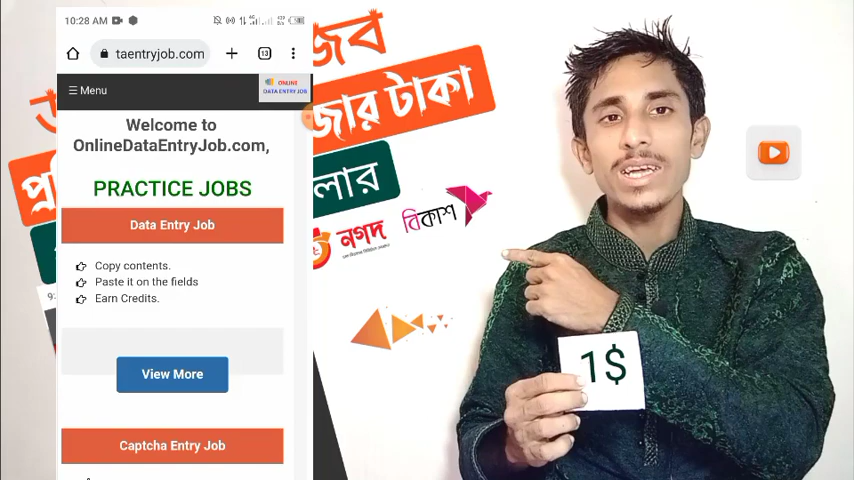 10:28 AM
taentryjob.com
13
Menu
ONLINE
DATA ENTRY JOB
Welcome to
OnlineDataEntryJob.com,
PRACTICE JOBS
Data Entry Job
Copy contents.
Paste it on the fields
Earn Credits.
View More
Captcha Entry Job
টাকা
লার
নগদ
বিকাশ
1$